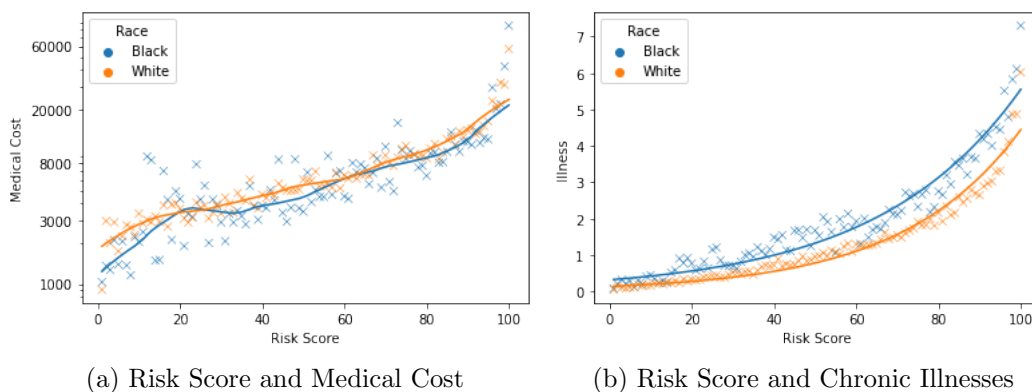 Race
Black
White
60000
20000
8000
3000
1000
Medical Cost
0 20 40 60 80 100
Risk Score
(a) Risk Score and Medical Cost
Race
Black
White
7
6
5
4
3
2
1
0
Illness
0 20 40 60 80 100
Risk Score
(b) Risk Score and Chronic Illnesses